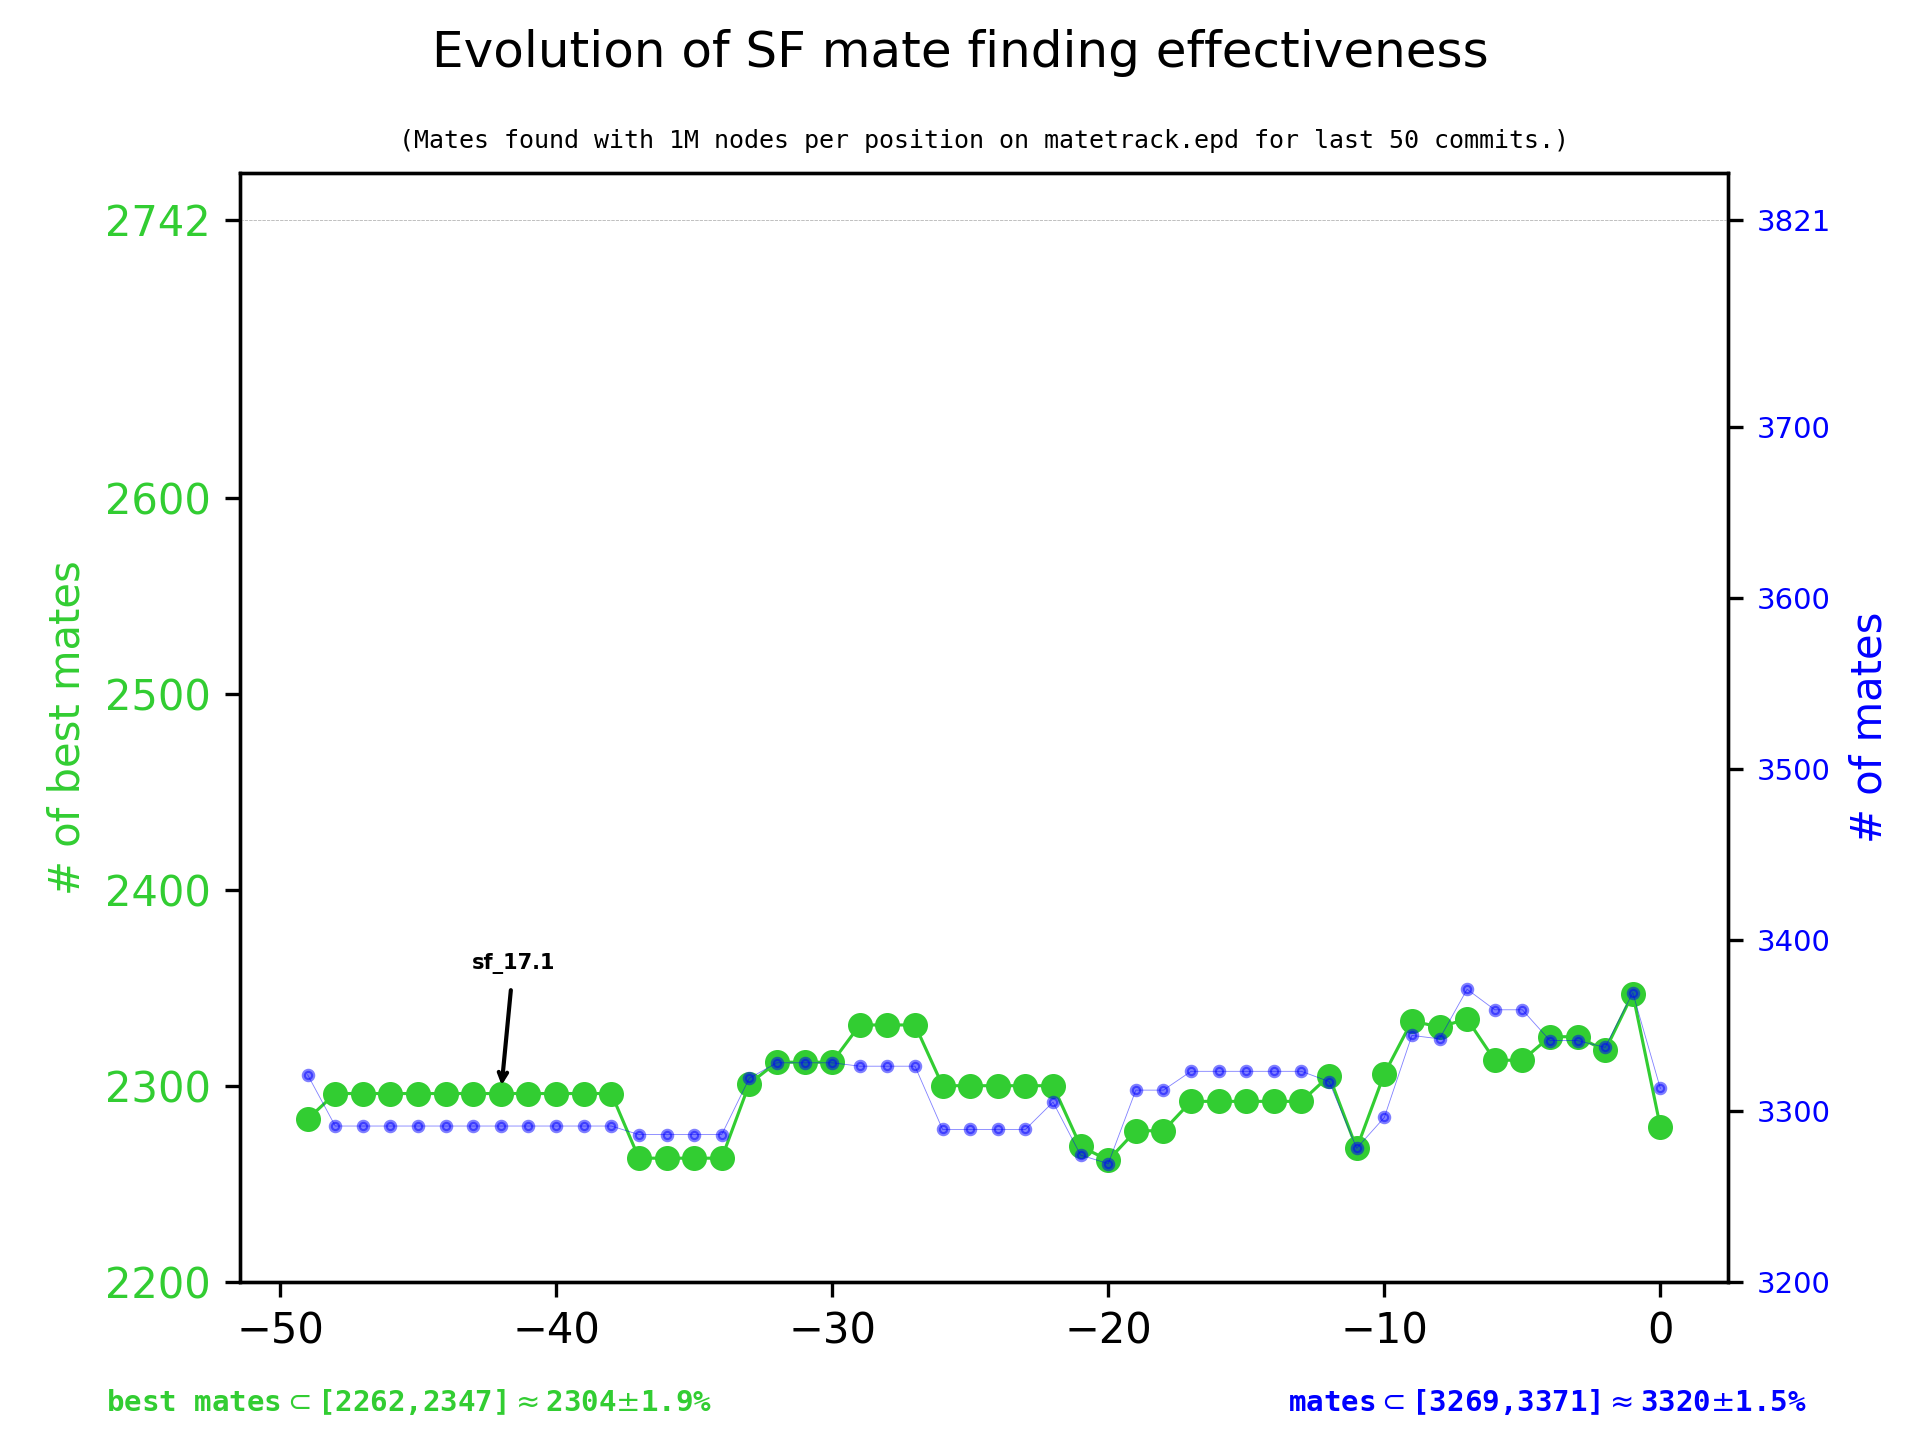 Evolution of SF mate finding effectiveness
(Mates found with 1M nodes per position on matetrack.epd for last 50 commits.)
2742
2600
2500
2400
2300
2200
# of best mates
3821
3700
3600
3500
3400
3300
3200
# of mates
sf_17.1
−50 −40 −30 −20 −10 0
best mates ⊂ [2262,2347] ≈ 2304±1.9%
mates ⊂ [3269,3371] ≈ 3320±1.5%